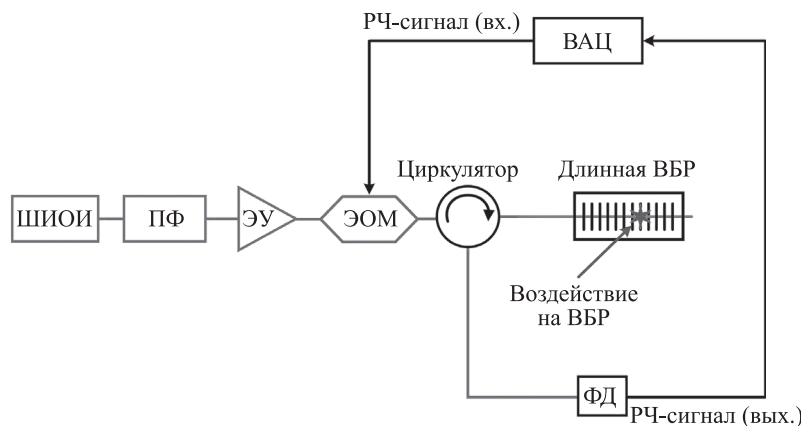 РЧ-сигнал (вх.)
ВАЦ
Циркулятор
Длинная ВБР
ШИОИ
ПФ
ЭУ
ЭОМ
Воздействие
на ВБР
ФД
РЧ-сигнал (вых.)